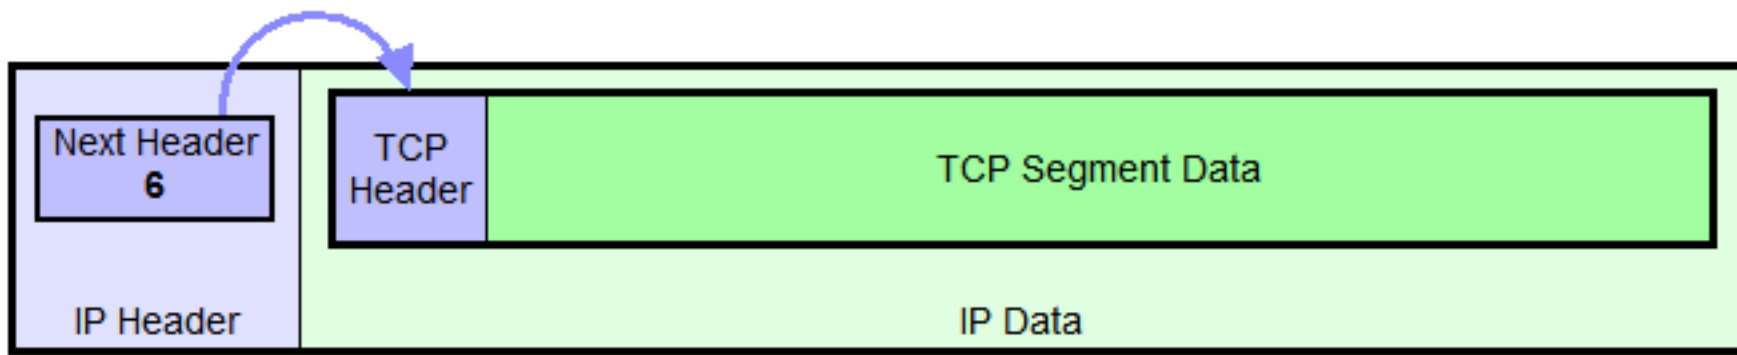 Next Header
6
TCP
Header
TCP Segment Data
IP Header
IP Data